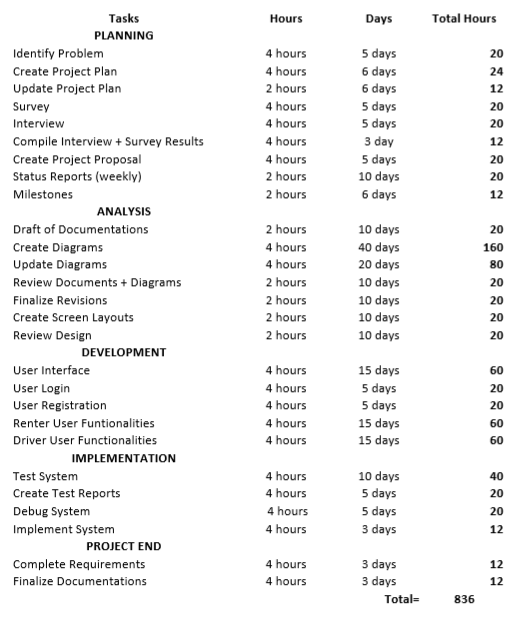 Tasks Hours Days Total Hours
PLANNING
Identify Problem 4 hours 5 days 20
Create Project Plan 4 hours 6 days 24
Update Project Plan 2 hours 6 days 12
Survey 4 hours 5 days 20
Interview 4 hours 5 days 20
Compile Interview + Survey Results 4 hours 3 day 12
Create Project Proposal 4 hours 5 days 20
Status Reports (weekly) 2 hours 10 days 20
Milestones 2 hours 6 days 12
ANALYSIS
Draft of Documentations 2 hours 10 days 20
Create Diagrams 4 hours 40 days 160
Update Diagrams 4 hours 20 days 80
Review Documents + Diagrams 2 hours 10 days 20
Finalize Revisions 2 hours 10 days 20
Create Screen Layouts 2 hours 10 days 20
Review Design 2 hours 10 days 20
DEVELOPMENT
User Interface 4 hours 15 days 60
User Login 4 hours 5 days 20
User Registration 4 hours 5 days 20
Renter User Funtionalities 4 hours 15 days 60
Driver User Functionalities 4 hours 15 days 60
IMPLEMENTATION
Test System 4 hours 10 days 40
Create Test Reports 4 hours 5 days 20
Debug System 4 hours 5 days 20
Implement System 4 hours 3 days 12
PROJECT END
Complete Requirements 4 hours 3 days 12
Finalize Documentations 4 hours 3 days 12
Total= 836